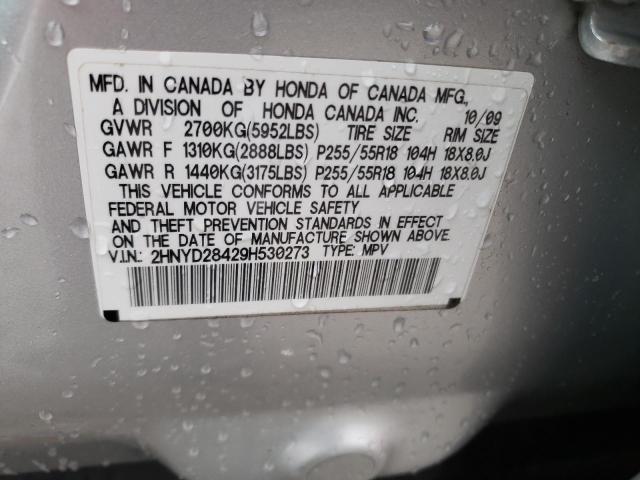 MFD. IN CANADA BY HONDA OF CANADA MFG.,
A DIVISION OF HONDA CANADA INC. 10/09
GVWR 2700KG(5952LBS) TIRE SIZE RIM SIZE
GAWR F 1310KG(2888LBS) P255/55R18 104H 18X8.0J
GAWR R 1440KG(3175LBS) P255/55R18 104H 18X8.0J
THIS VEHICLE CONFORMS TO ALL APPLICABLE
FEDERAL MOTOR VEHICLE SAFETY
AND THEFT PREVENTION STANDARDS IN EFFECT
ON THE DATE OF MANUFACTURE SHOWN ABOVE.
V.I.N.: 2HNYD28429H530273 TYPE: MPV